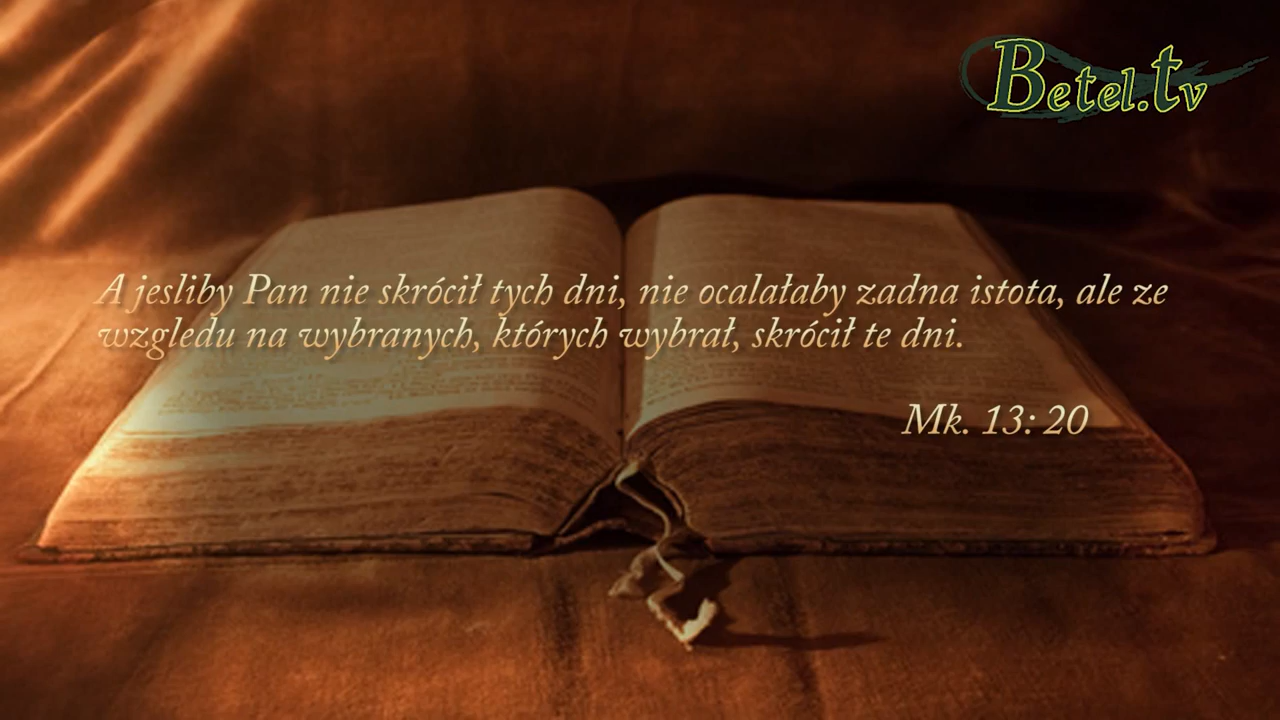 Betel.tv
A jesliby Pan nie skrócił tych dni, nie ocalałaby zadna istota, ale ze
wzgledu na wybranych, których wybrał, skrócił te dni.
Mk. 13: 20